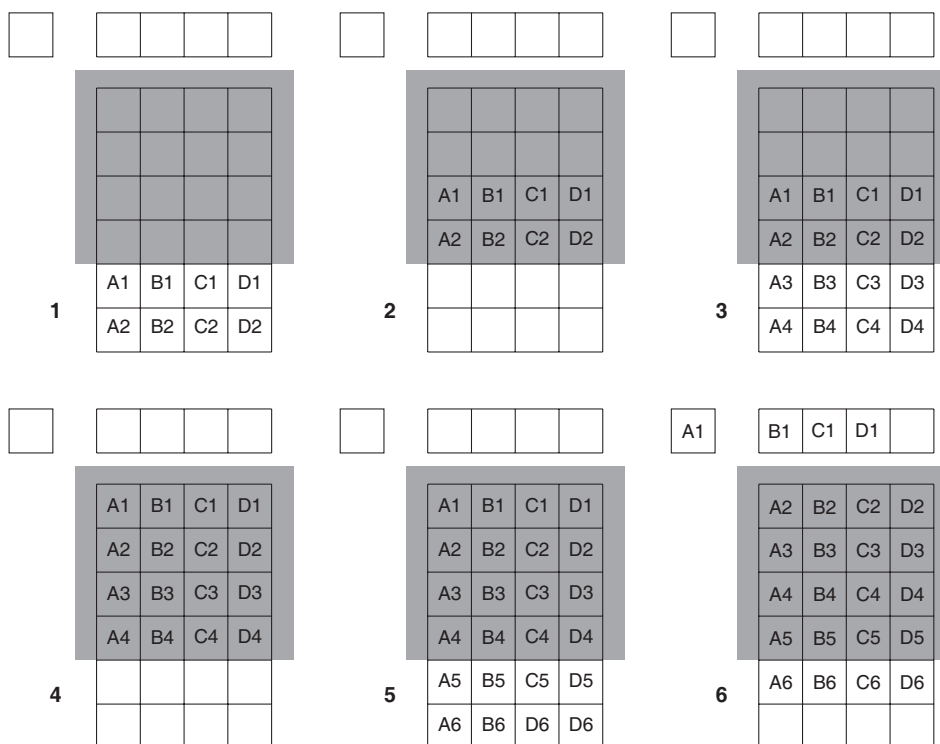 A1 B1 C1 D1
1 A2 B2 C2 D2
A1 B1 C1 D1
A2 B2 C2 D2
2
A1 B1 C1 D1
A2 B2 C2 D2
A3 B3 C3 D3
3 A4 B4 C4 D4
A1 B1 C1 D1
A2 B2 C2 D2
A3 B3 C3 D3
A4 B4 C4 D4
4
A1 B1 C1 D1
A2 B2 C2 D2
A3 B3 C3 D3
A4 B4 C4 D4
5 A5 B5 C5 D5
A6 B6 D6 D6
A1 B1 C1 D1
A2 B2 C2 D2
A3 B3 C3 D3
A4 B4 C4 D4
A5 B5 C5 D5
6 A6 B6 C6 D6